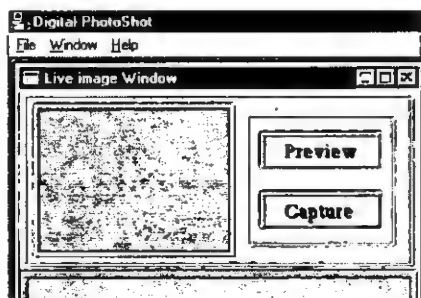 Digital PhotoShot
File Window Help
Live image Window
Preview
Capture